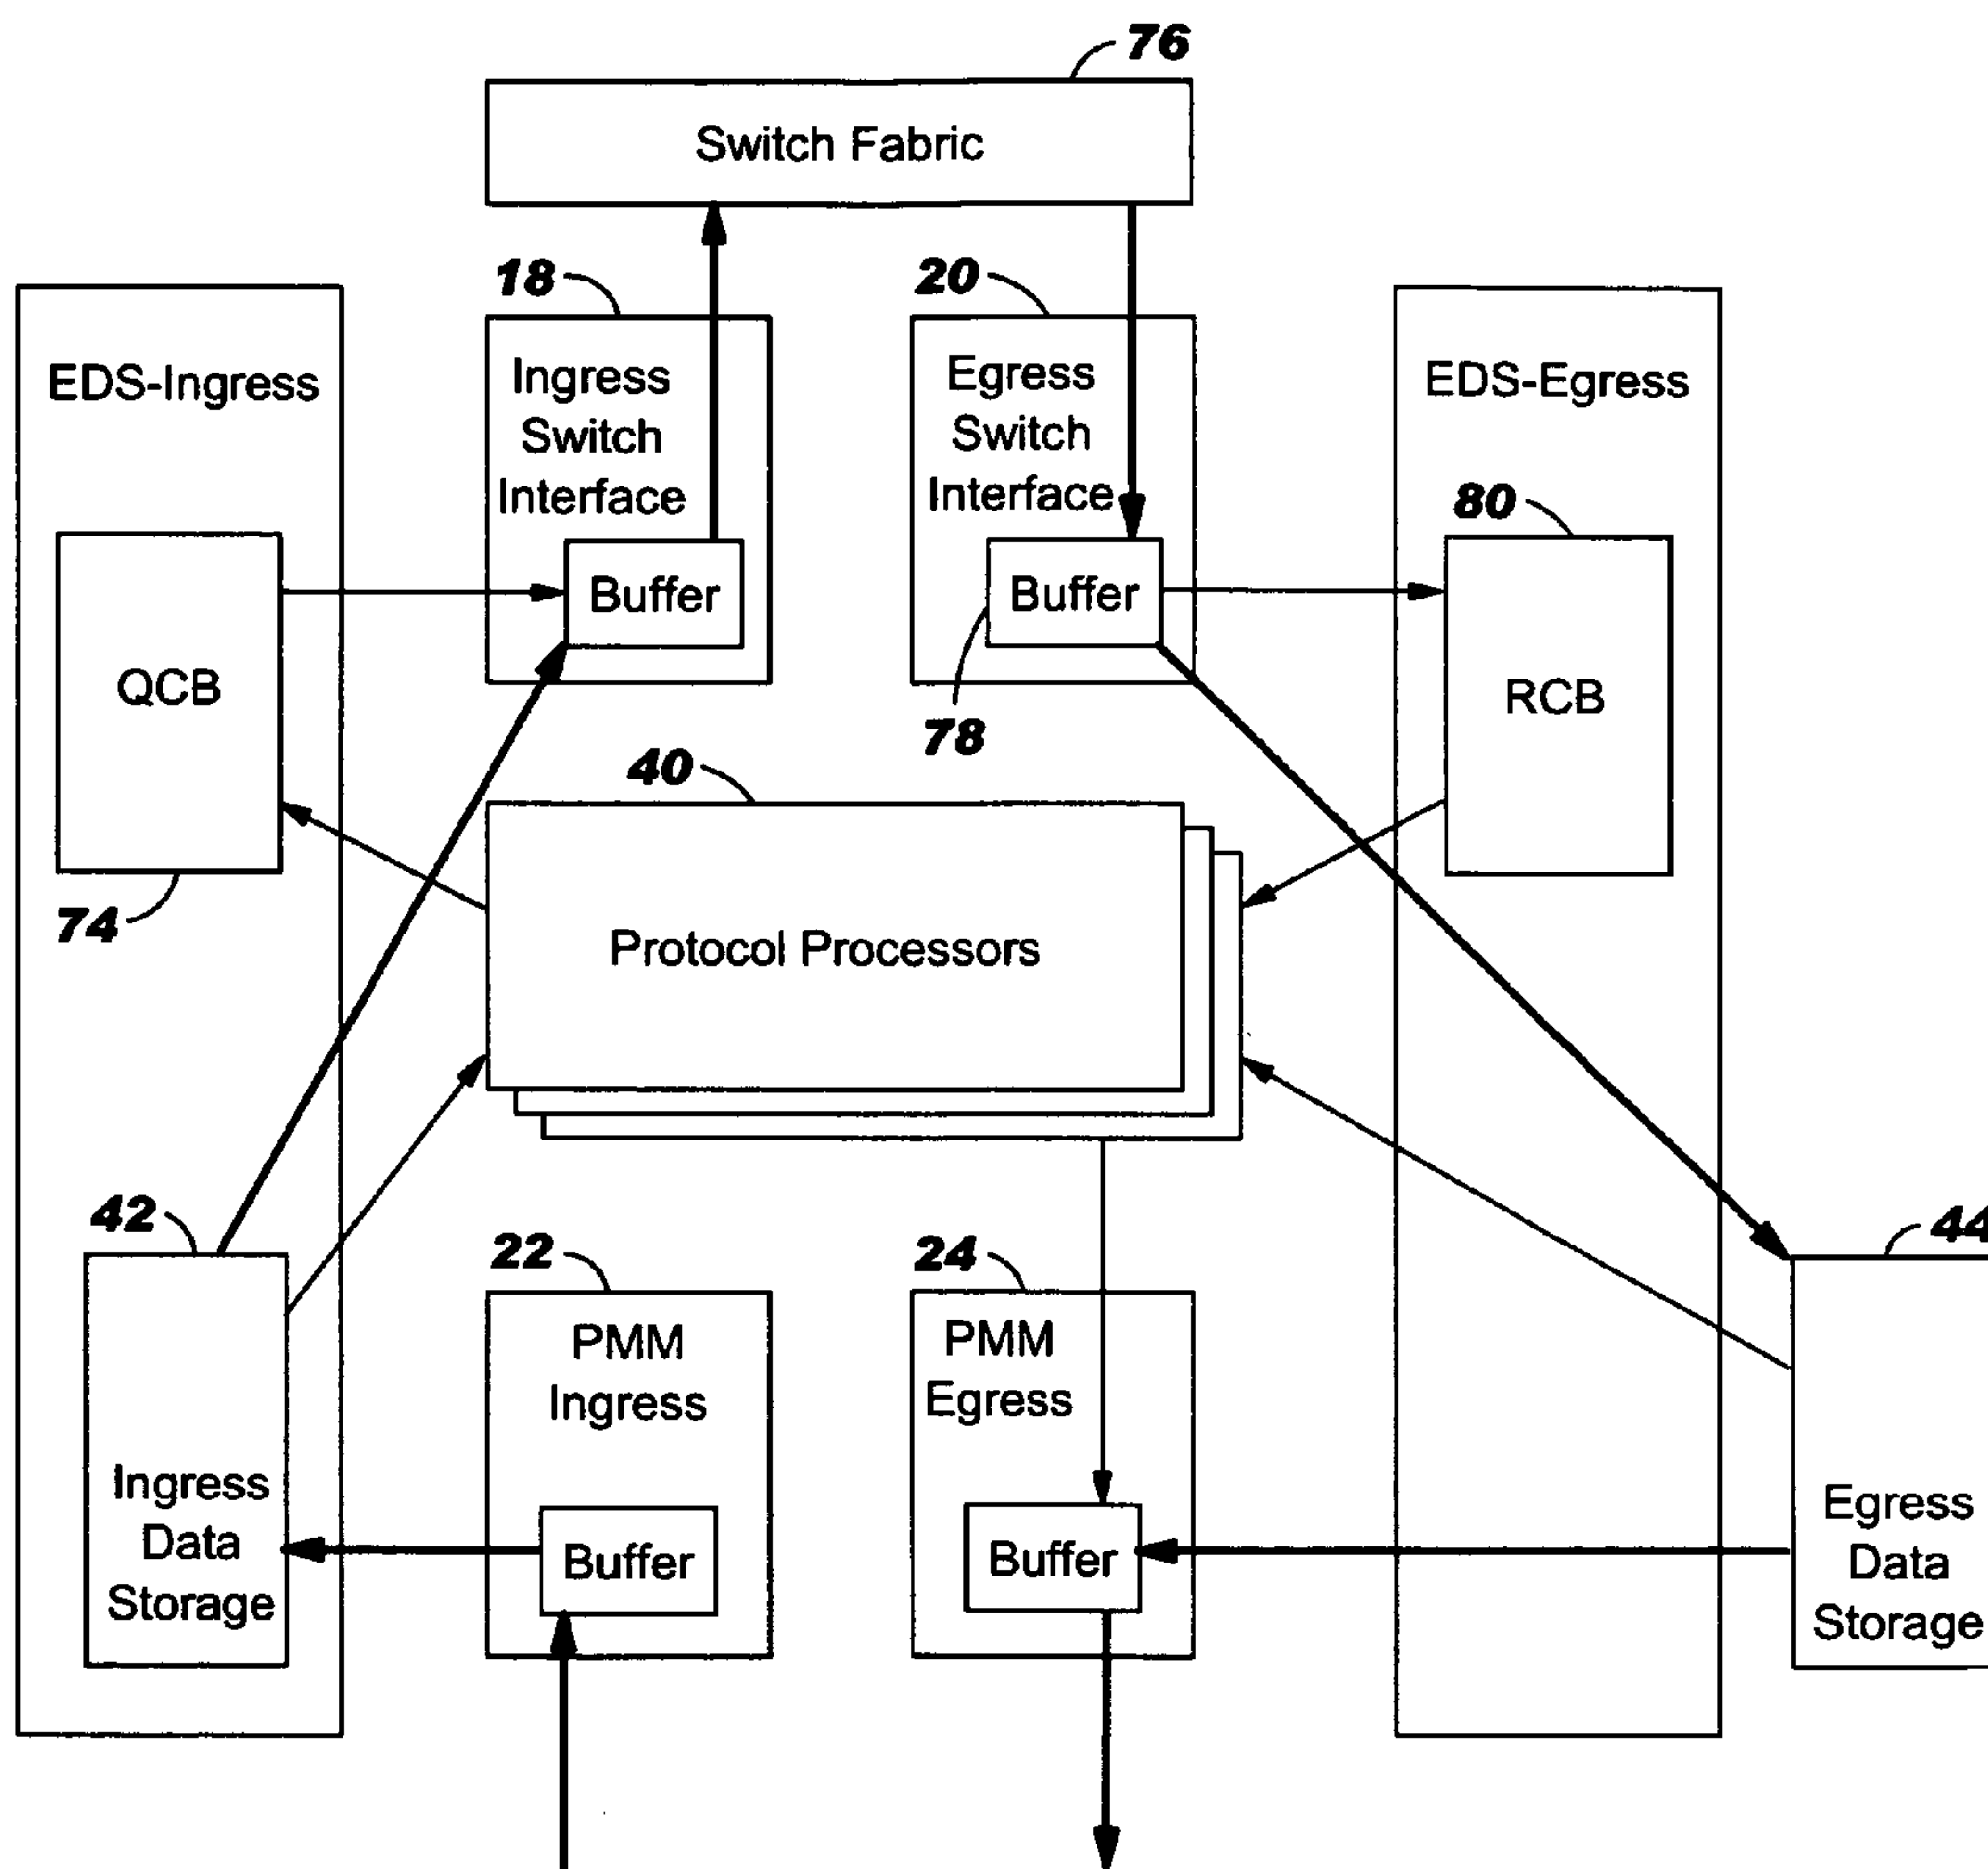 76
Switch Fabric
18
20
EDS-Ingress
Ingress
Switch
Interface
Buffer
Egress
Switch
Interface
Buffer
EDS-Egress
80
QCB
RCB
78
74
40
Protocol Processors
42
22
24
44
Ingress
Data
Storage
PMM
Ingress
Buffer
PMM
Egress
Buffer
Egress
Data
Storage